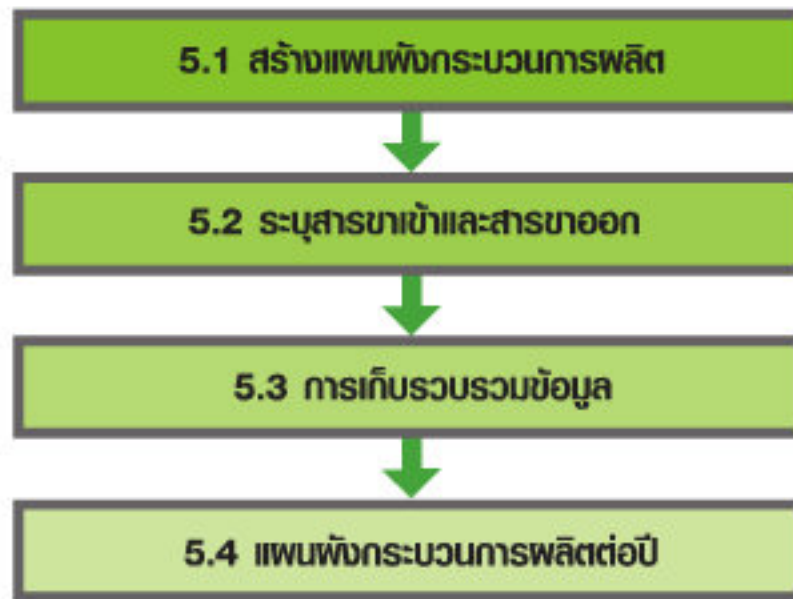 5.1 สร้างแผนผังกระบวนการผลิต
5.2 ระบุสารขาเข้าและสารขาออก
5.3 การเก็บรวบรวมข้อมูล
5.4 แผนผังกระบวนการผลิตต่อปี